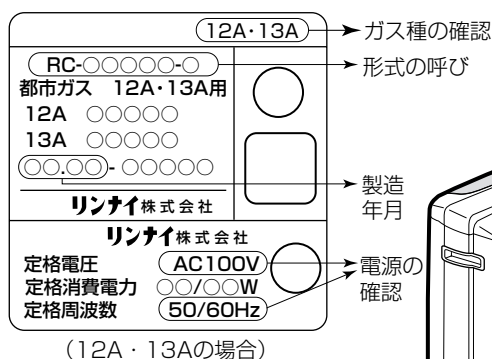 12A･13A
ガス種の確認
RC-○○○○○-○
形式の呼び
都市ガス 12A･13A用
12A ○○○○○
13A ○○○○○
○○.○○-○○○○○
製造
年月
リンナイ株式会社
リンナイ株式会社
定格電圧 AC100V
定格消費電力 ○○/○○W
定格周波数 50/60Hz
電源の
確認
（12A・13Aの場合）